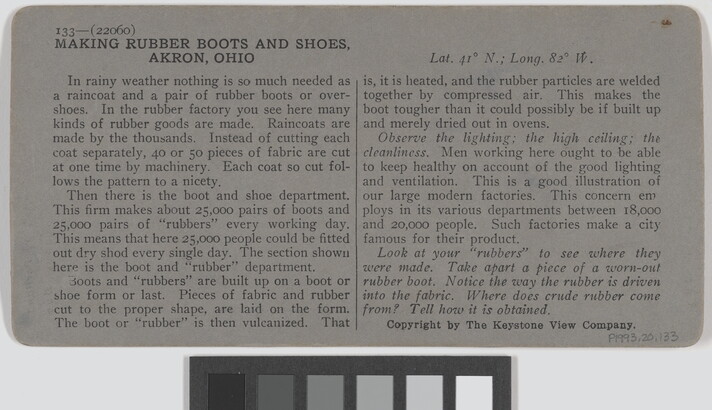 133—(22060)
MAKING RUBBER BOOTS AND SHOES,
AKRON, OHIO
Lat. 41° N.; Long. 82° W.
In rainy weather nothing is so much needed as
a raincoat and a pair of rubber boots or over-
shoes. In the rubber factory you see here many
kinds of rubber goods are made. Raincoats are
made by the thousands. Instead of cutting each
coat separately, 40 or 50 pieces of fabric are cut
at one time by machinery. Each coat so cut fol-
lows the pattern to a nicety.
Then there is the boot and shoe department.
This firm makes about 25,000 pairs of boots and
25,000 pairs of "rubbers" every working day.
This means that here 25,000 people could be fitted
out dry shod every single day. The section shown
here is the boot and "rubber" department.
Boots and "rubbers" are built up on a boot or
shoe form or last. Pieces of fabric and rubber
cut to the proper shape, are laid on the form.
The boot or "rubber" is then vulcanized. That
is, it is heated, and the rubber particles are welded
together by compressed air. This makes the
boot tougher than it could possibly be if built up
and merely dried out in ovens.
Observe the lighting; the high ceiling; the
cleanliness. Men working here ought to be able
to keep healthy on account of the good lighting
and ventilation. This is a good illustration of
our large modern factories. This concern em
ploys in its various departments between 18,000
and 20,000 people. Such factories make a city
famous for their product.
Look at your "rubbers" to see where they
were made. Take apart a piece of a worn-out
rubber boot. Notice the way the rubber is driven
into the fabric. Where does crude rubber come
from? Tell how it is obtained.
Copyright by The Keystone View Company.
P1993.20.133